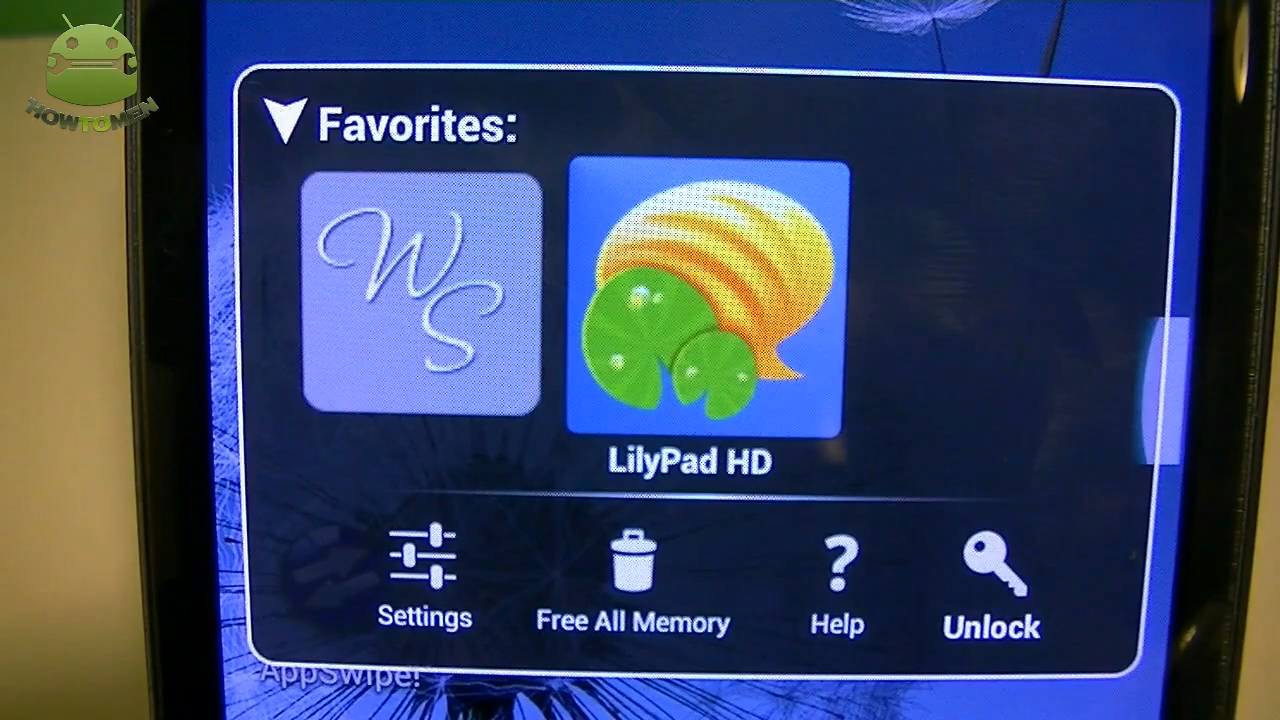 HOWTOMEN
Favorites:
WS
LilyPad HD
Settings
Free All Memory
?
Help
Unlock
AppSwipe!